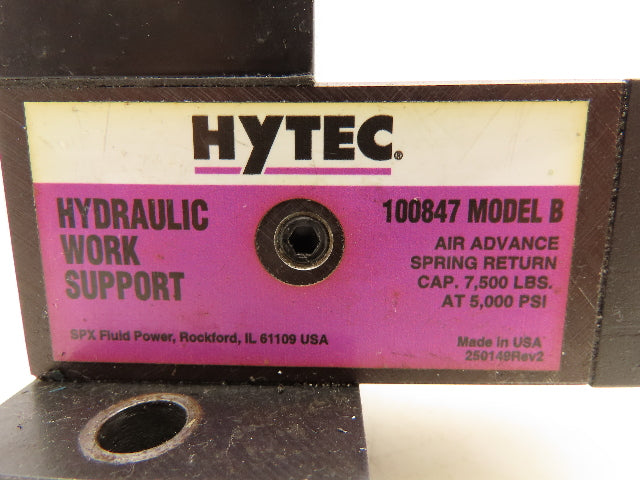 HYTEC®
HYDRAULIC
WORK
SUPPORT
100847 MODEL B
AIR ADVANCE
SPRING RETURN
CAP. 7,500 LBS.
AT 5,000 PSI
SPX Fluid Power, Rockford, IL 61109 USA
Made in USA
250149Rev2